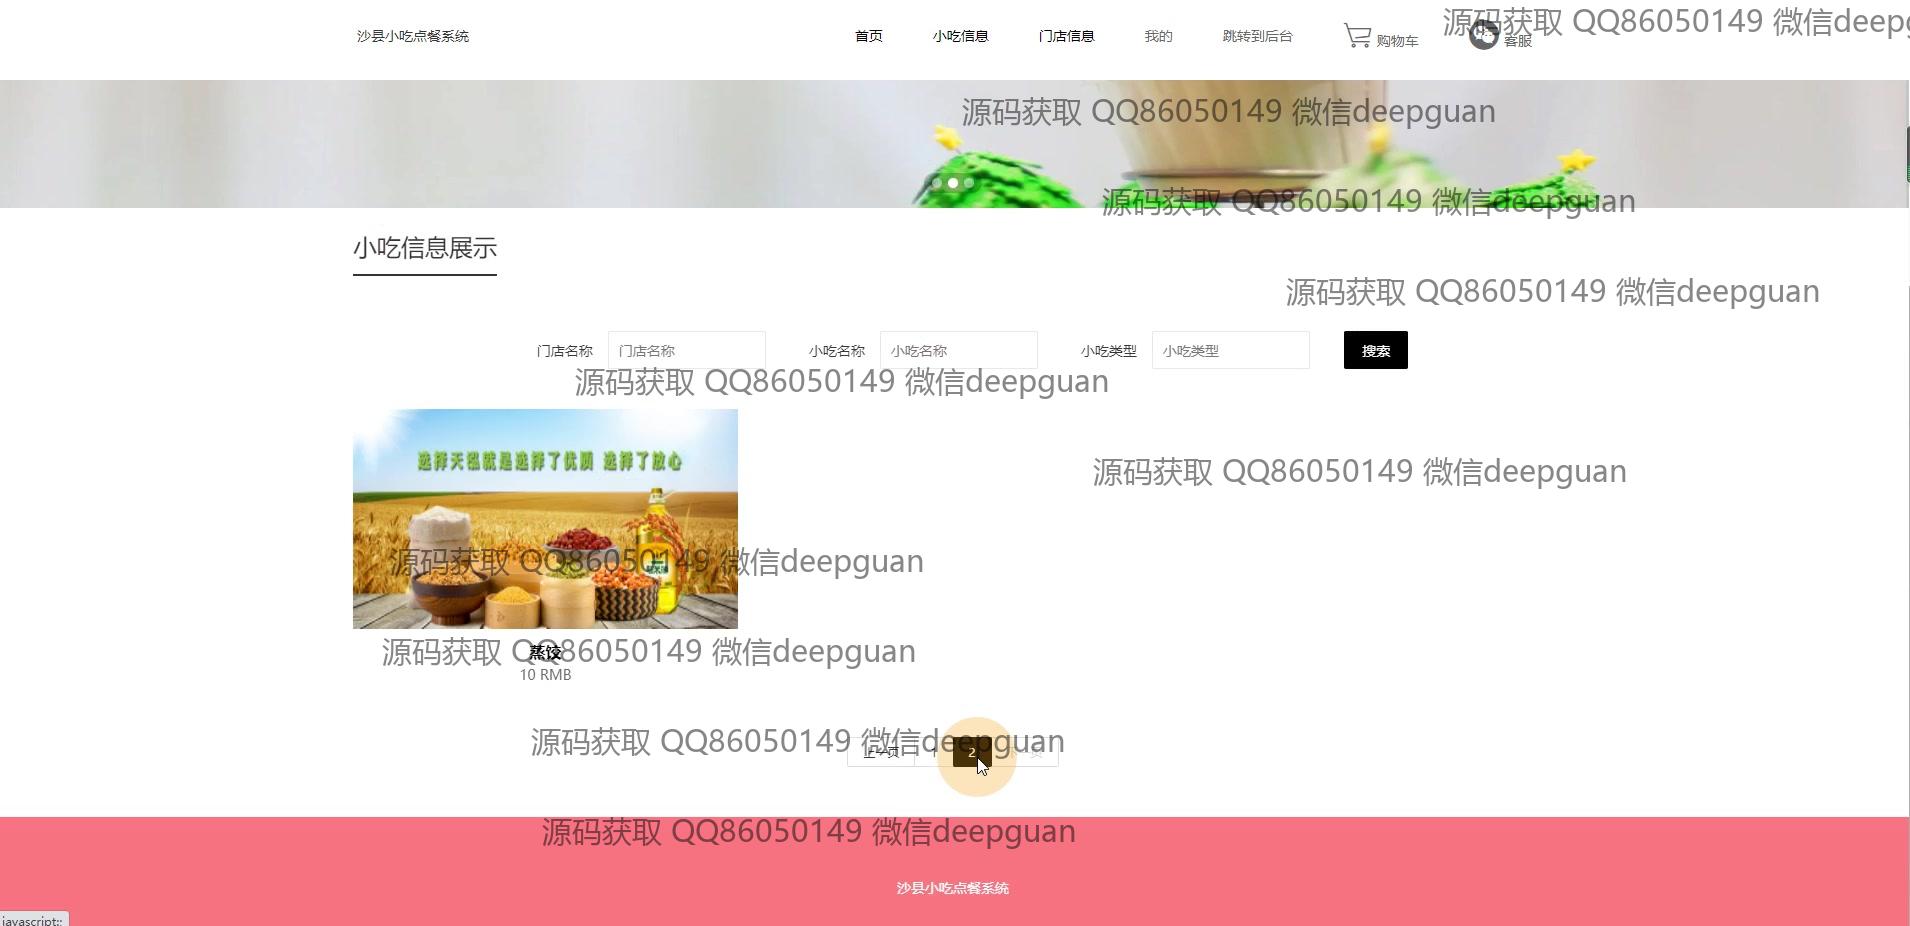 沙县小吃点餐系统 首页 小吃信息 门店信息 我的 跳转到后台 购物车 客服
源码获取 QQ86050149 微信deepg
源码获取 QQ86050149 微信deepguan
源码获取 QQ86050149 微信deepguan
小吃信息展示
源码获取 QQ86050149 微信deepguan
门店名称 门店名称 小吃名称 小吃名称 小吃类型 小吃类型 搜索
源码获取 QQ86050149 微信deepguan
选择天福就是选择了优质 选择了放心
源码获取 QQ86050149 微信deepguan
源码获取 QQ86050149 微信deepguan
源码获取 QQ86050149 微信deepguan
蒸饺
10 RMB
源码获取 QQ86050149 微信deepguan
上一页 1 2 下一页
源码获取 QQ86050149 微信deepguan
沙县小吃点餐系统
javascript:;